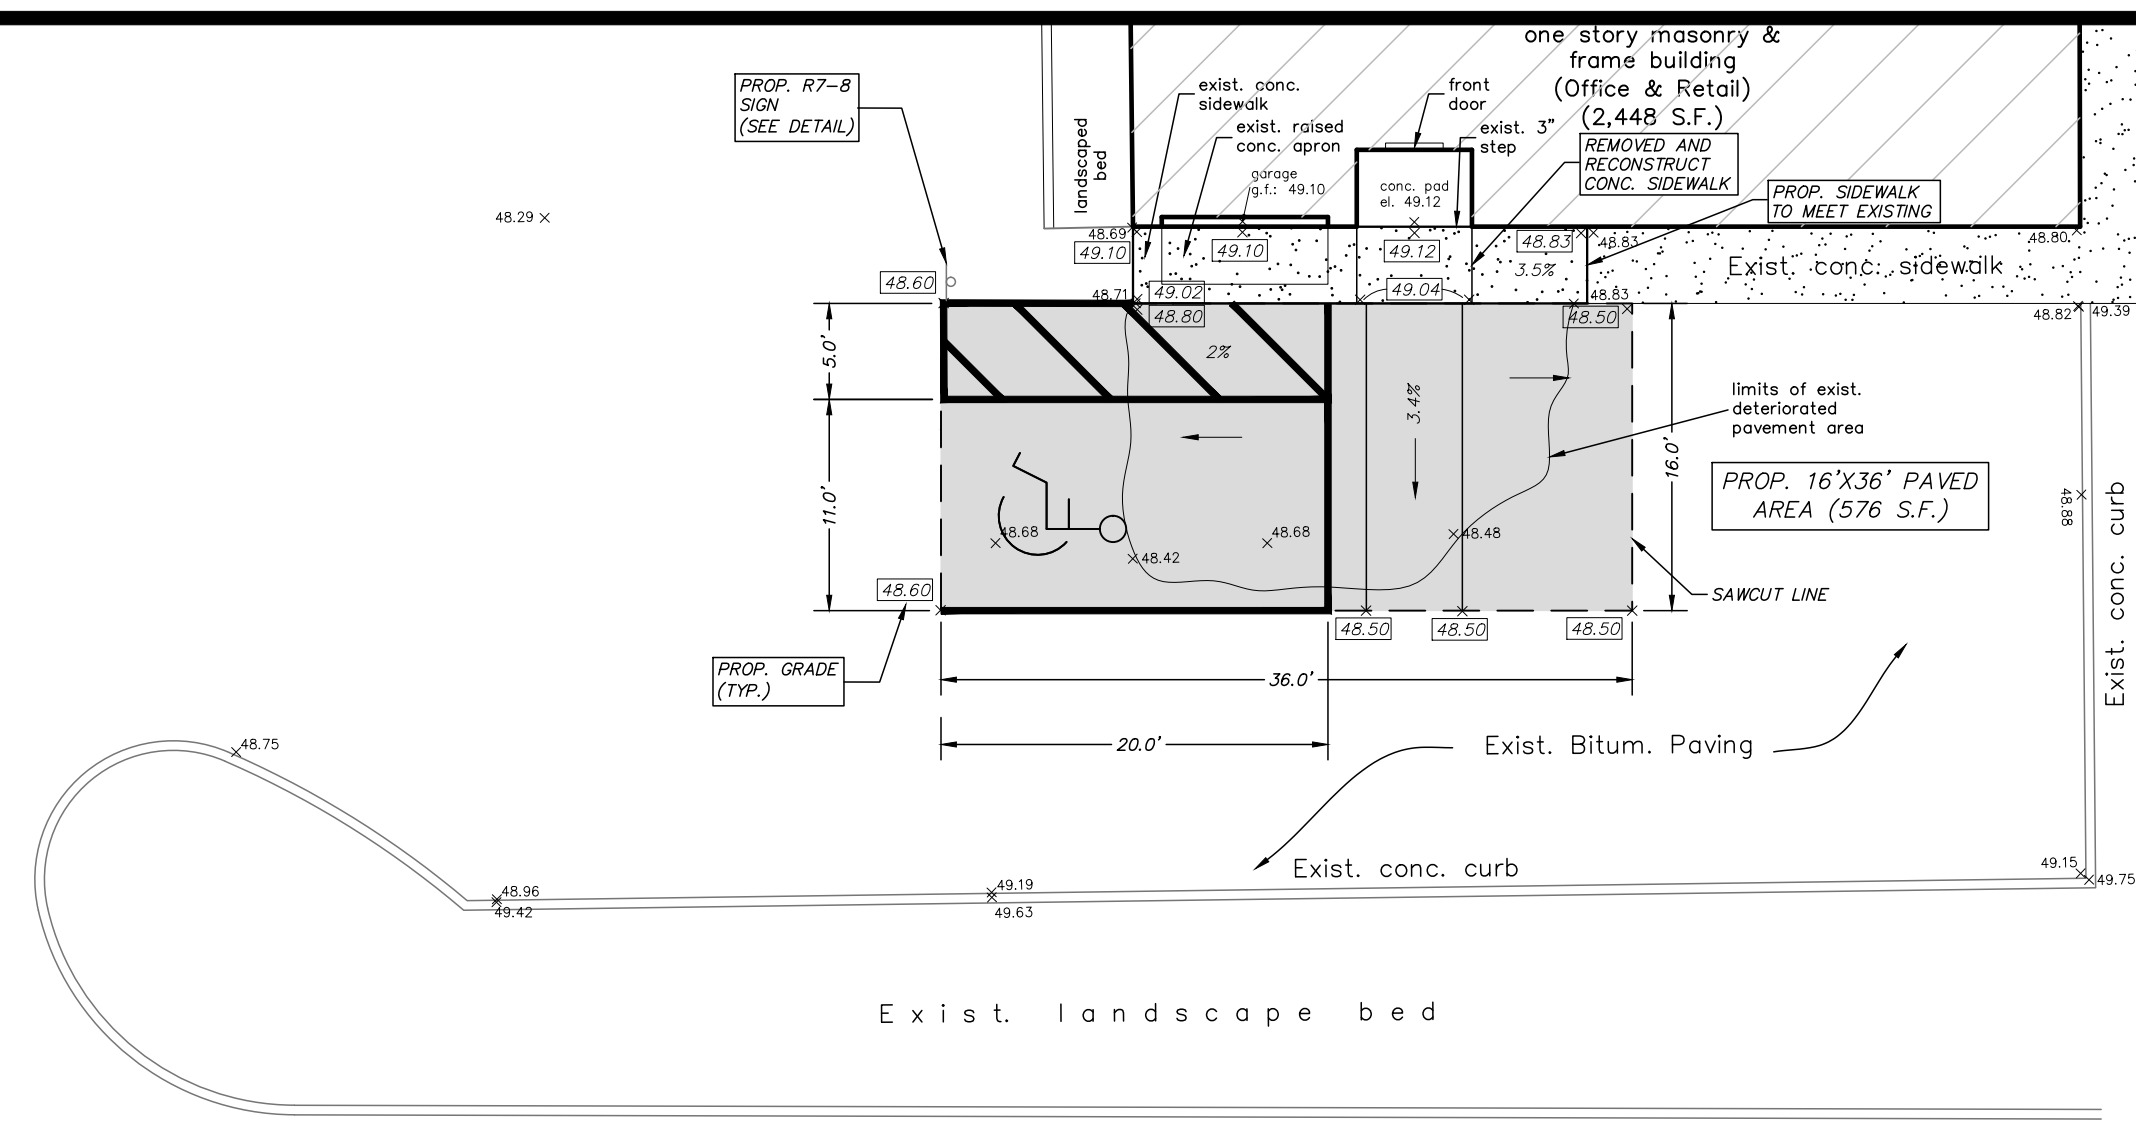 one story masonry &
frame building
(Office & Retail)
(2,448 S.F.)
PROP. R7-8
SIGN
(SEE DETAIL)
exist. conc.
sidewalk
front
door
exist. raised
conc. apron
exist. 3"
step
landscaped
bed
garage
g.f.: 49.10
conc. pad
el. 49.12
REMOVED AND
RECONSTRUCT
CONC. SIDEWALK
PROP. SIDEWALK
TO MEET EXISTING
48.29
48.69
49.10
49.10
49.12
48.83
48.83
48.80
3.5%
Exist. conc. sidewalk
48.60
48.71
49.02
49.04
48.83
48.80
48.50
48.82
49.39
5.0'
2%
3.4%
limits of exist.
deteriorated
pavement area
16.0'
PROP. 16'X36' PAVED
AREA (576 S.F.)
11.0'
48.68
48.42
48.68
48.48
48.88
Exist. conc. curb
48.60
SAWCUT LINE
48.50
48.50
48.50
PROP. GRADE
(TYP.)
36.0'
20.0'
Exist. Bitum. Paving
48.75
Exist. conc. curb
49.15
49.75
48.96
49.42
49.19
49.63
Exist. landscape bed